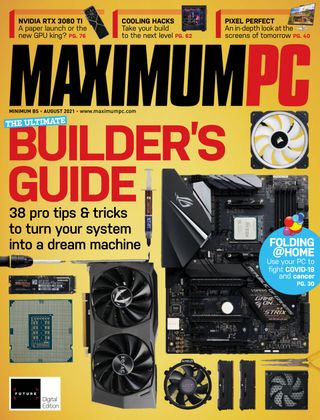 NVIDIA RTX 3080 TI
A paper launch or the
new GPU king? PG. 76
COOLING HACKS
Take your build
to the next level PG. 62
PIXEL PERFECT
An in-depth look at the
screens of tomorrow PG. 40
MAXIMUMPC
MINIMUM BS • AUGUST 2021 • www.maximumpc.com
THE ULTIMATE
BUILDER'S
GUIDE
38 pro tips & tricks
to turn your system
into a dream machine
FOLDING
@HOME
Use your PC to
fight COVID-19
and cancer
PG. 30
GAME ON
STRIX
FUTURE
Digital
Edition